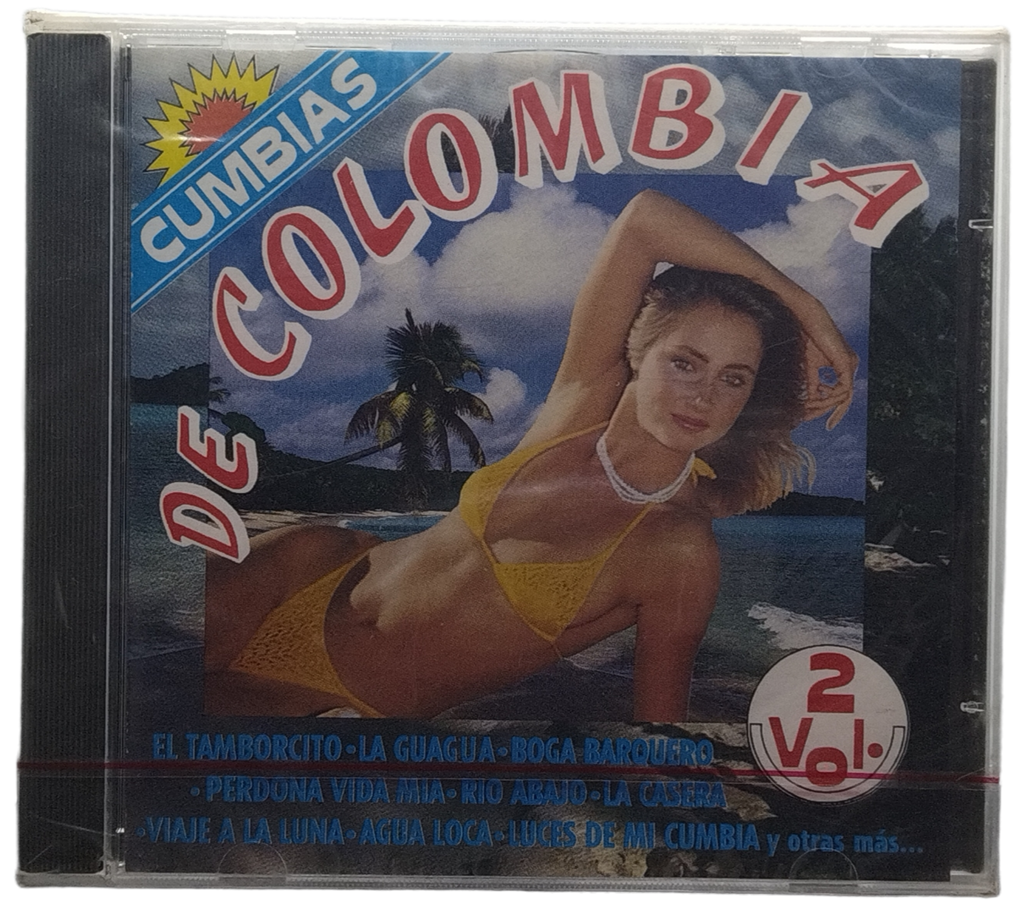 CUMBIAS
DE COLOMBIA
2
Vol.
EL TAMBORCITO • LA GUAGUA • BOGA BARQUERO
• PERDONA VIDA MIA • RIO ABAJO • LA CASERA
• VIAJE A LA LUNA • AGUA LOCA • LUCES DE MI CUMBIA y otras más...